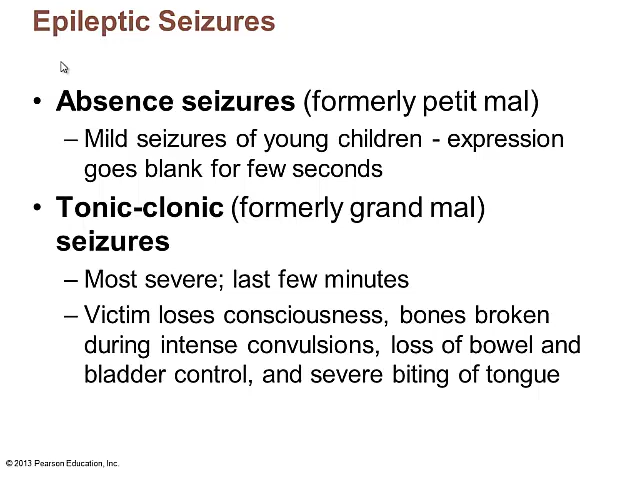 Epileptic Seizures
• Absence seizures (formerly petit mal)
– Mild seizures of young children - expression
goes blank for few seconds
• Tonic-clonic (formerly grand mal)
seizures
– Most severe; last few minutes
– Victim loses consciousness, bones broken
during intense convulsions, loss of bowel and
bladder control, and severe biting of tongue
© 2013 Pearson Education, Inc.